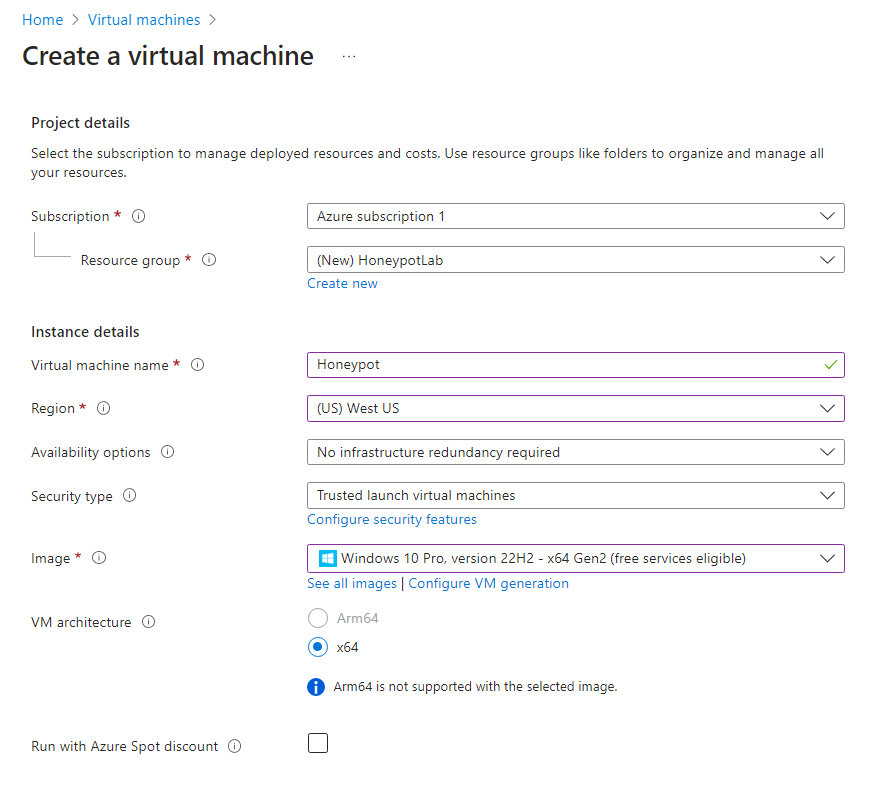 Home > Virtual machines >
Create a virtual machine ...
Project details
Select the subscription to manage deployed resources and costs. Use resource groups like folders to organize and manage all
your resources.
Subscription * Azure subscription 1
Resource group * (New) HoneypotLab
Create new
Instance details
Virtual machine name * Honeypot
Region * (US) West US
Availability options No infrastructure redundancy required
Security type Trusted launch virtual machines
Configure security features
Image * Windows 10 Pro, version 22H2 - x64 Gen2 (free services eligible)
See all images | Configure VM generation
VM architecture Arm64
x64
Arm64 is not supported with the selected image.
Run with Azure Spot discount